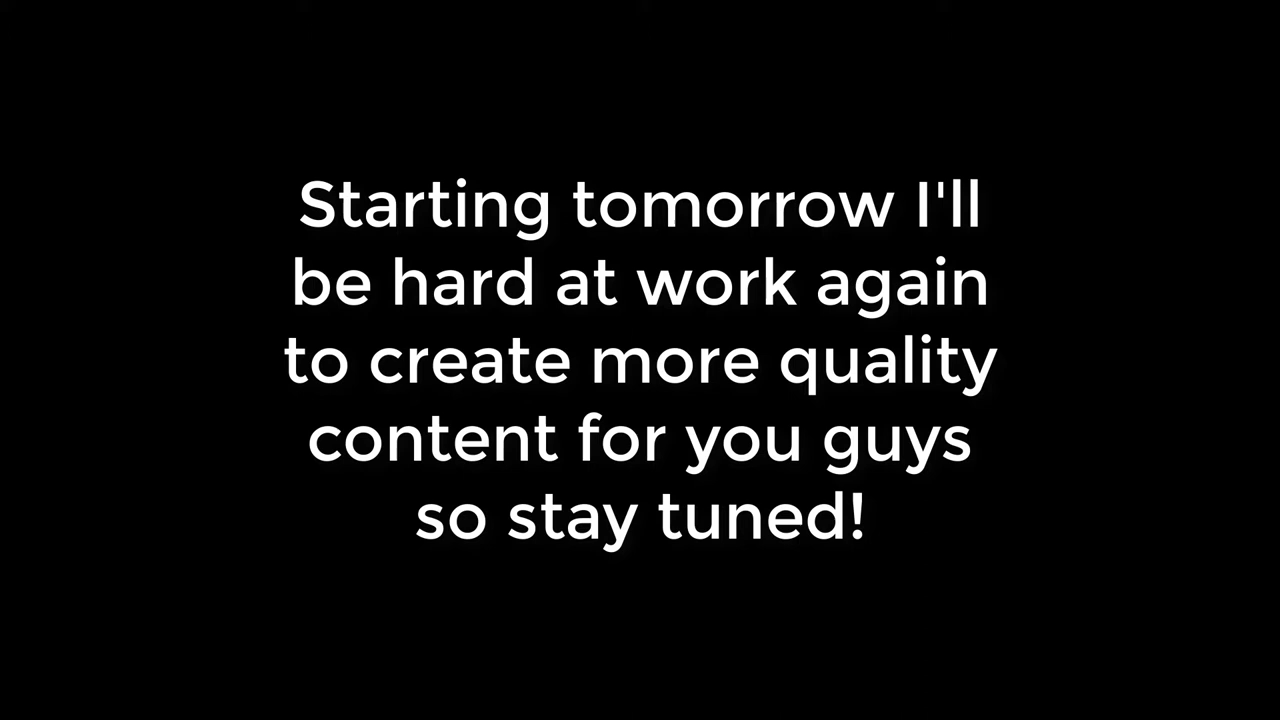 Starting tomorrow I'll
be hard at work again
to create more quality
content for you guys
so stay tuned!